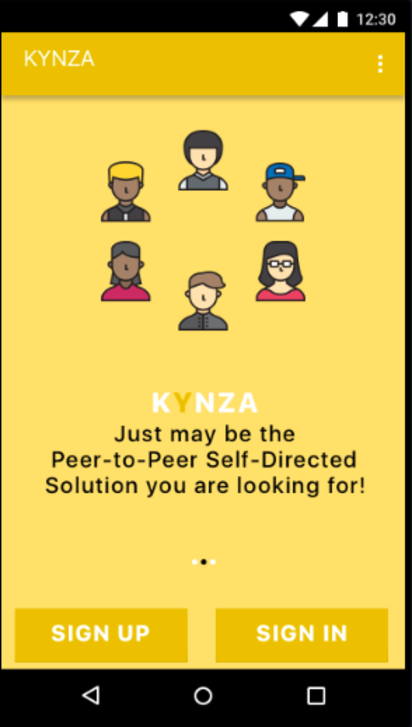 12:30
KYNZA
KYNZA
Just may be the
Peer-to-Peer Self-Directed
Solution you are looking for!
SIGN UP
SIGN IN